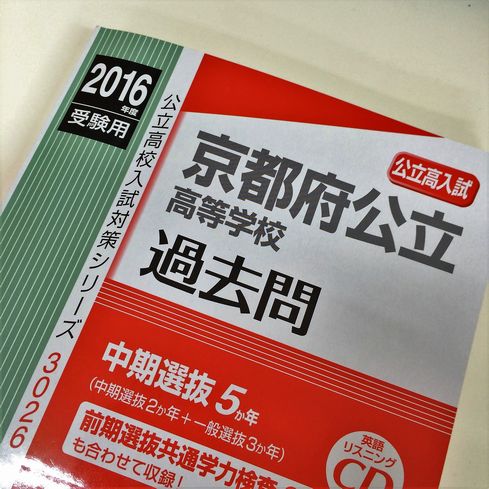 2016
年度
受験用
公立高校入試対策シリーズ 3026
公立高入試
京都府公立
高等学校
過去問
中期選抜5か年
(中期選抜2か年+一般選抜3か年)
前期選抜共通学力検査
も合わせて収録!
英語
リスニング
CD